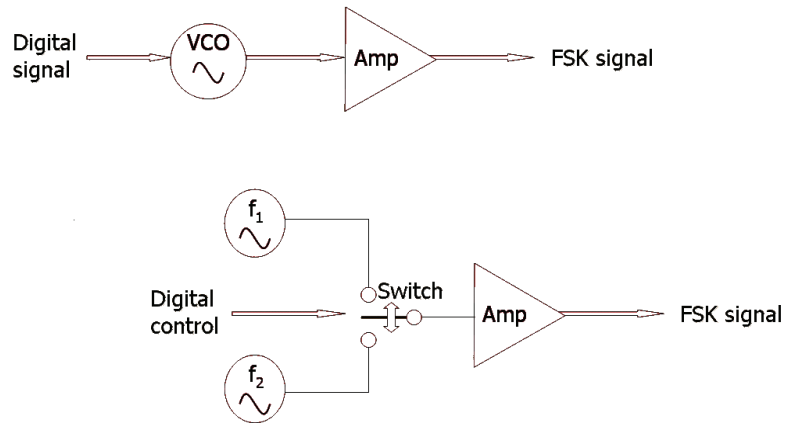 Digital
signal
VCO
Amp
FSK signal
f₁
Digital
control
Switch
Amp
FSK signal
f₂